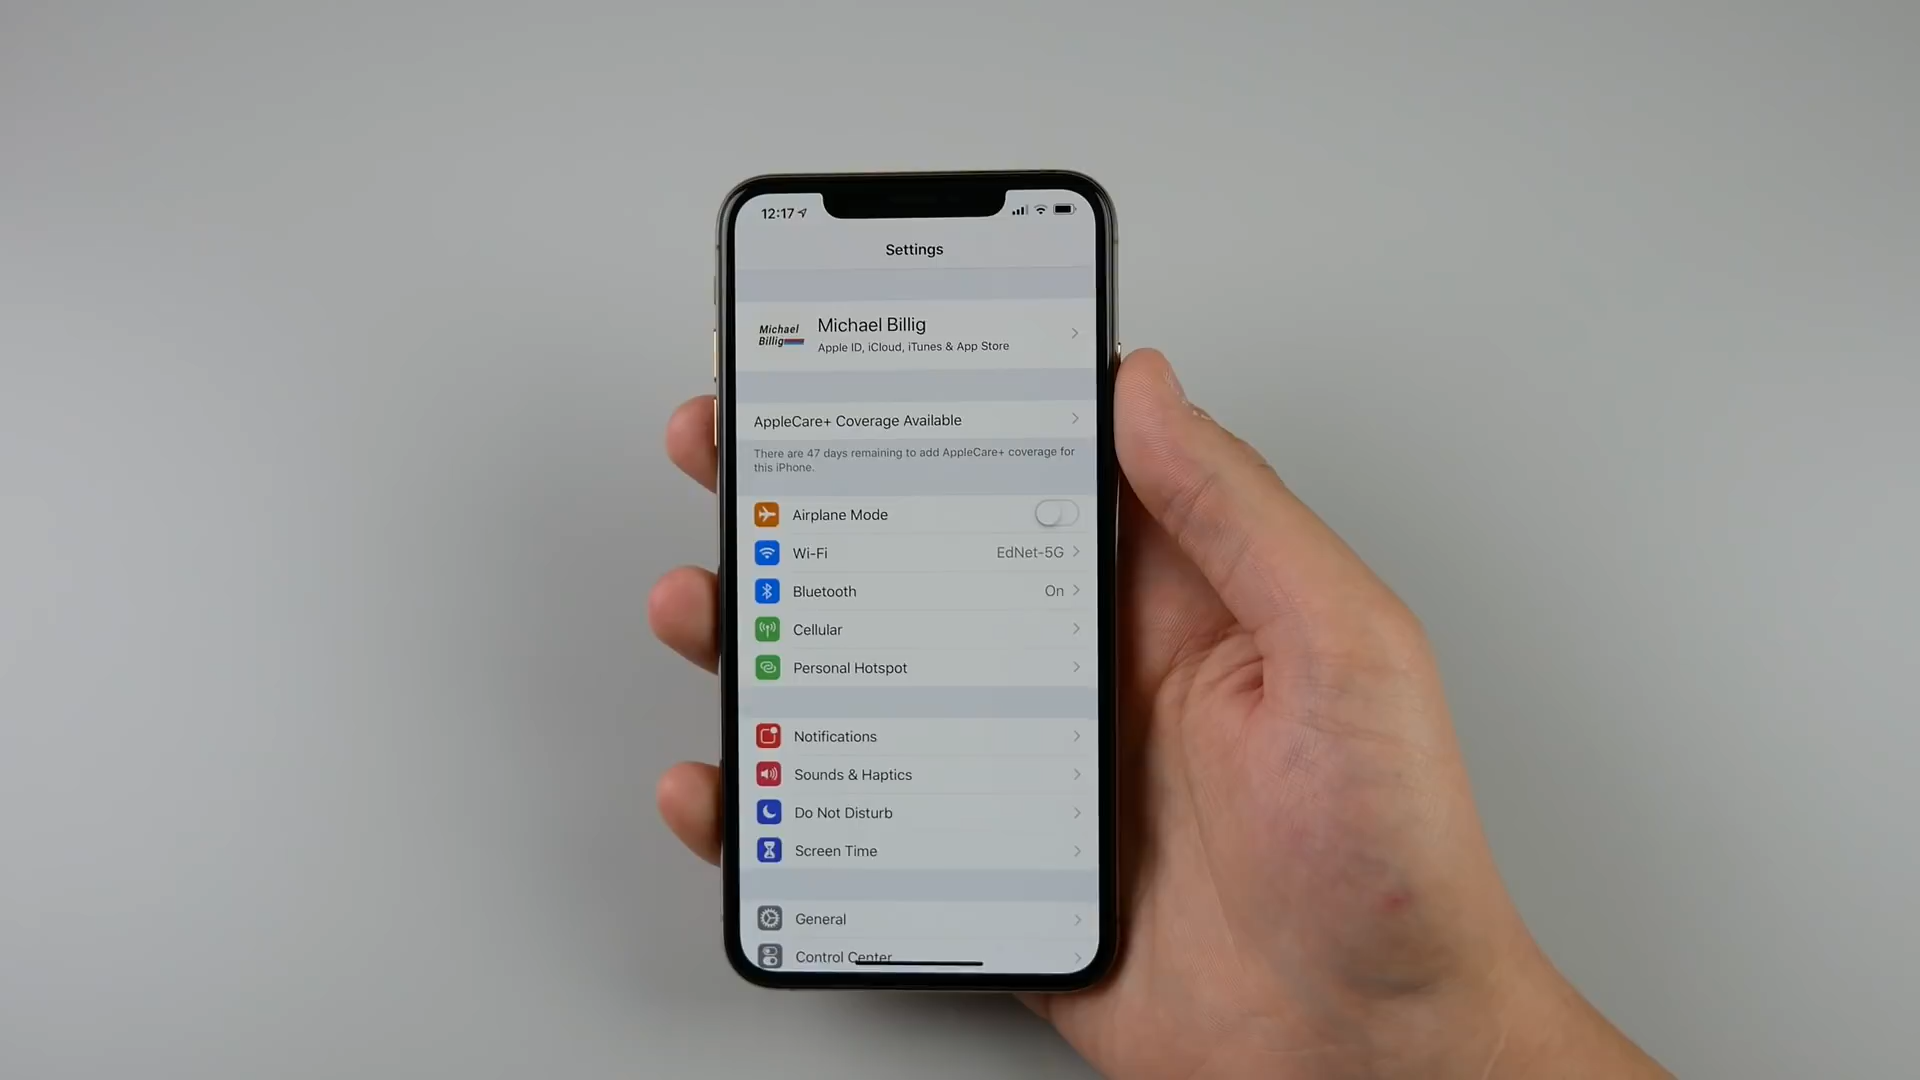 12:17
Settings
Michael
Billig
Michael Billig
Apple ID, iCloud, iTunes & App Store
AppleCare+ Coverage Available
There are 47 days remaining to add AppleCare+ coverage for
this iPhone.
Airplane Mode
Wi-Fi EdNet-5G
Bluetooth On
Cellular
Personal Hotspot
Notifications
Sounds & Haptics
Do Not Disturb
Screen Time
General
Control Center